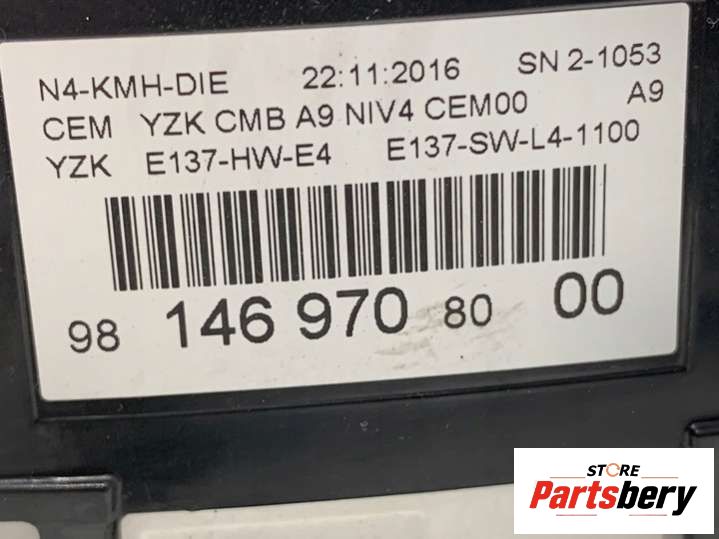 N4-KMH-DIE 22:11:2016 SN 2-1053
CEM YZK CMB A9 NIV4 CEM00 A9
YZK E137-HW-E4 E137-SW-L4-1100
98 146 970 80 00
STORE
Partsbery